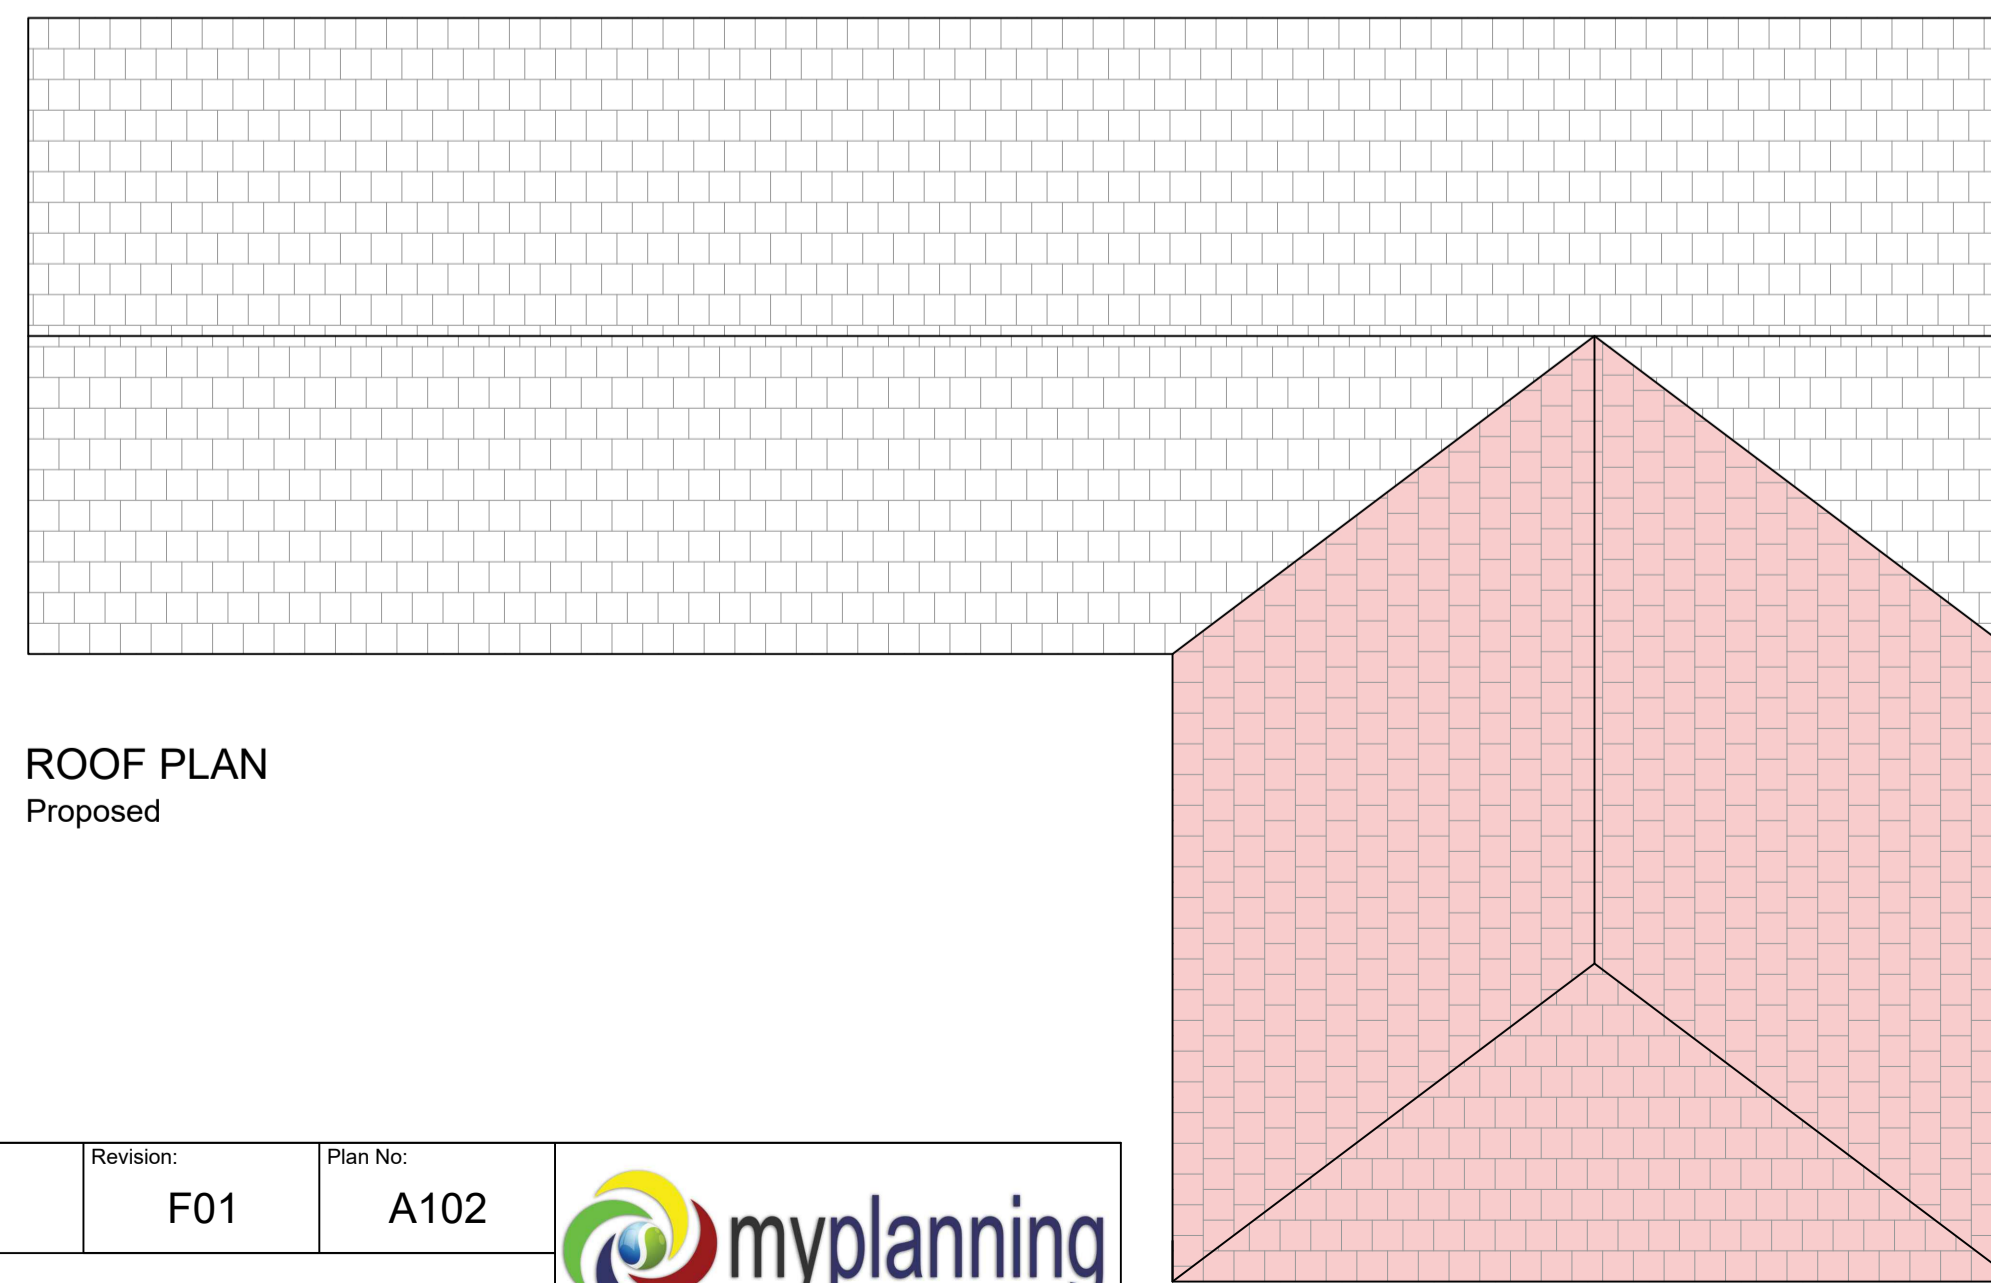 ROOF PLAN
Proposed
Revision:
F01
Plan No:
A102
myplanning